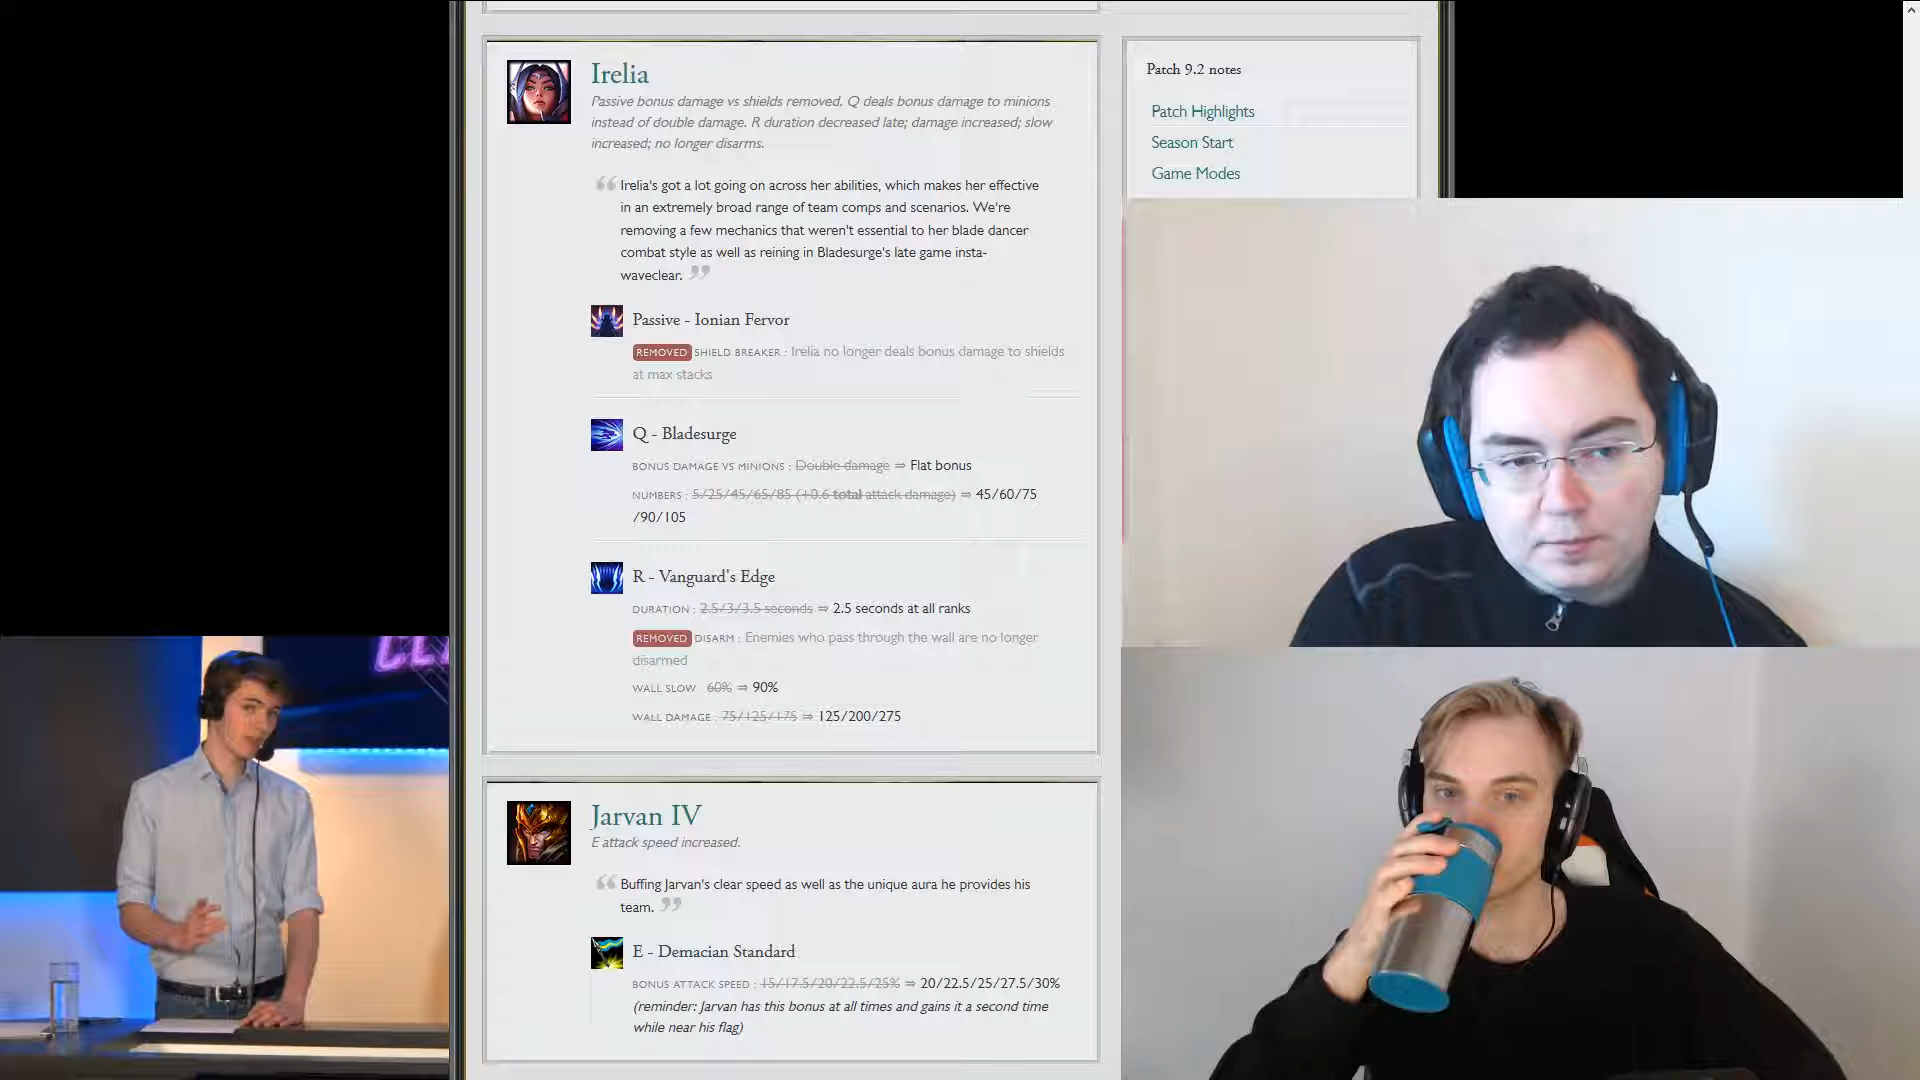 Irelia
Passive bonus damage vs shields removed. Q deals bonus damage to minions
instead of double damage. R duration decreased late; damage increased; slow
increased; no longer disarms.
Irelia's got a lot going on across her abilities, which makes her effective
in an extremely broad range of team comps and scenarios. We're
removing a few mechanics that weren't essential to her blade dancer
combat style as well as reining in Bladesurge's late game insta-
waveclear.
Passive - Ionian Fervor
REMOVED SHIELD BREAKER : Irelia no longer deals bonus damage to shields
at max stacks
Q - Bladesurge
BONUS DAMAGE VS MINIONS : Double damage ⇒ Flat bonus
NUMBERS : 5/25/45/65/85 (+0.6 total attack damage) ⇒ 45/60/75
/90/105
R - Vanguard's Edge
DURATION : 2.5/3/3.5 seconds ⇒ 2.5 seconds at all ranks
REMOVED DISARM : Enemies who pass through the wall are no longer
disarmed
WALL SLOW 60% ⇒ 90%
WALL DAMAGE : 75/125/175 ⇒ 125/200/275
Jarvan IV
E attack speed increased.
Buffing Jarvan's clear speed as well as the unique aura he provides his
team.
E - Demacian Standard
BONUS ATTACK SPEED : 15/17.5/20/22.5/25% ⇒ 20/22.5/25/27.5/30%
(reminder: Jarvan has this bonus at all times and gains it a second time
while near his flag)
Patch 9.2 notes
Patch Highlights
Season Start
Game Modes